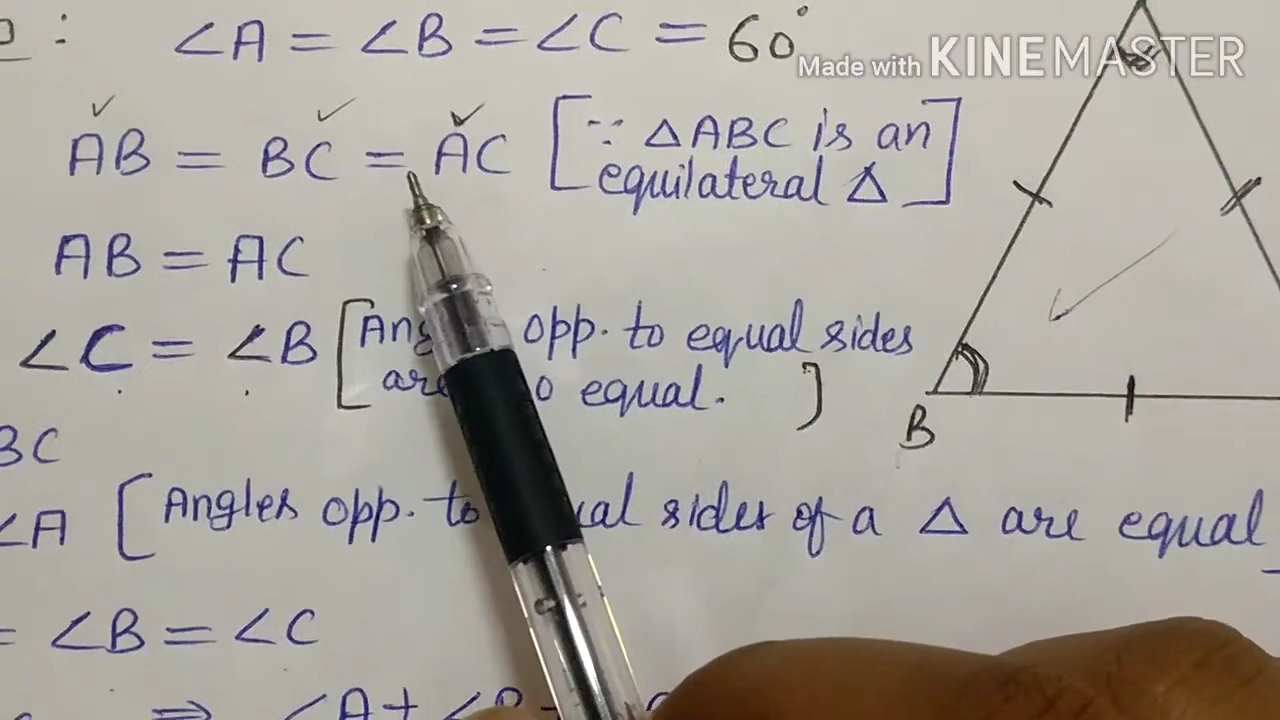 : ∠A = ∠B = ∠C = 60°
Made with KINEMASTER
AB = BC = AC [∵ △ABC is an
equilateral △]
AB = AC
∠C = ∠B [ opp. to equal sides
equal. ]
BC
∠A [Angles opp. to sides of a △ are equal
= ∠B = ∠C
⇒ ∠A +
B